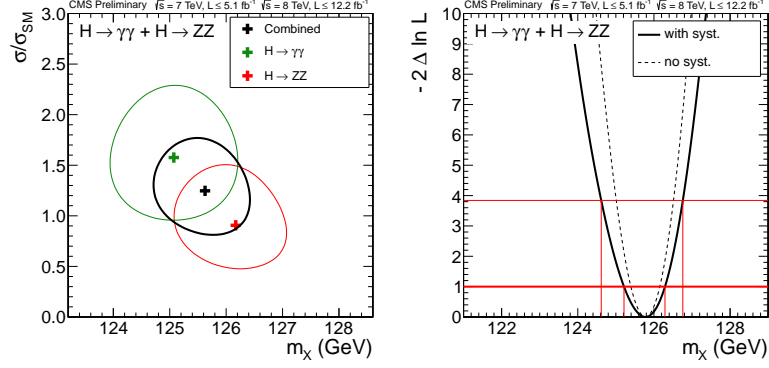 CMS Preliminary √s = 7 TeV, L ≤ 5.1 fb⁻¹ √s = 8 TeV, L ≤ 12.2 fb⁻¹
H → γγ + H → ZZ
Combined
H → γγ
H → ZZ
σ/σSM
3.0
2.5
2.0
1.5
1.0
0.5
0.0
124 125 126 127 128
mX (GeV)
CMS Preliminary √s = 7 TeV, L ≤ 5.1 fb⁻¹ √s = 8 TeV, L ≤ 12.2 fb⁻¹
H → γγ + H → ZZ
with syst.
no syst.
- 2 Δ ln L
10
9
8
7
6
5
4
3
2
1
0
122 124 126 128
mX (GeV)